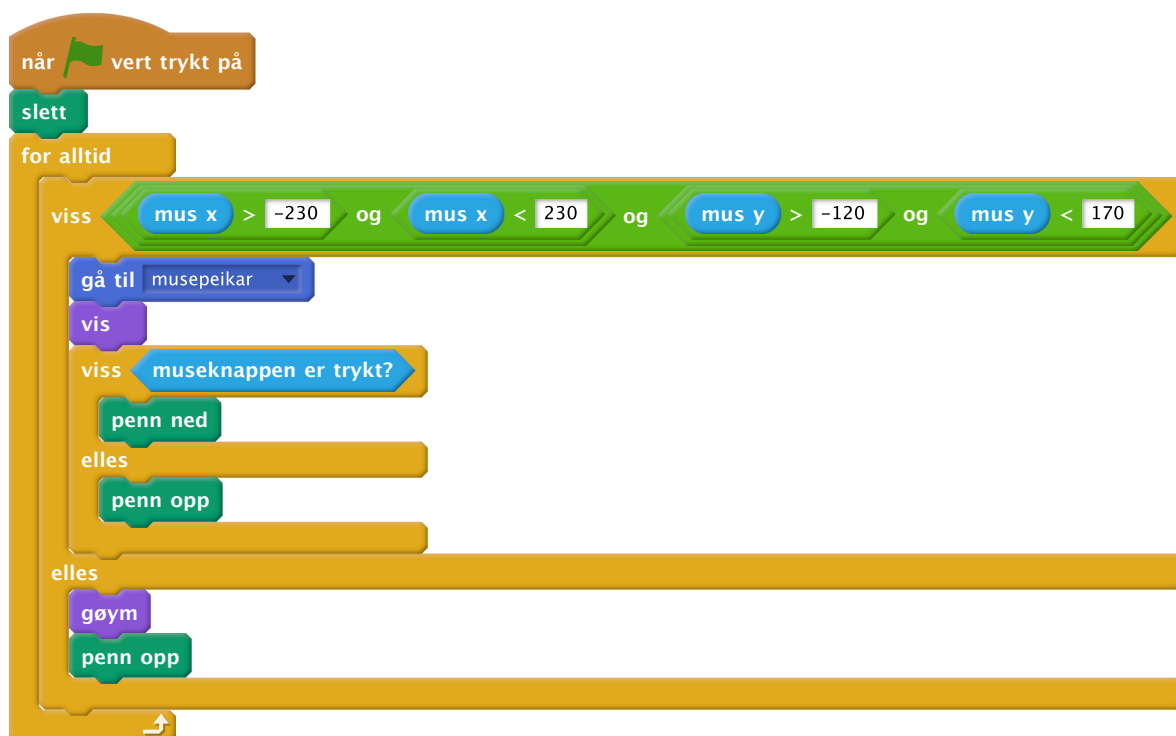 når vert trykt på
slett
for alltid
viss mus x > -230 og mus x < 230 og mus y > -120 og mus y < 170
gå til musepeikar
vis
viss museknappen er trykt?
penn ned
elles
penn opp
elles
gøym
penn opp